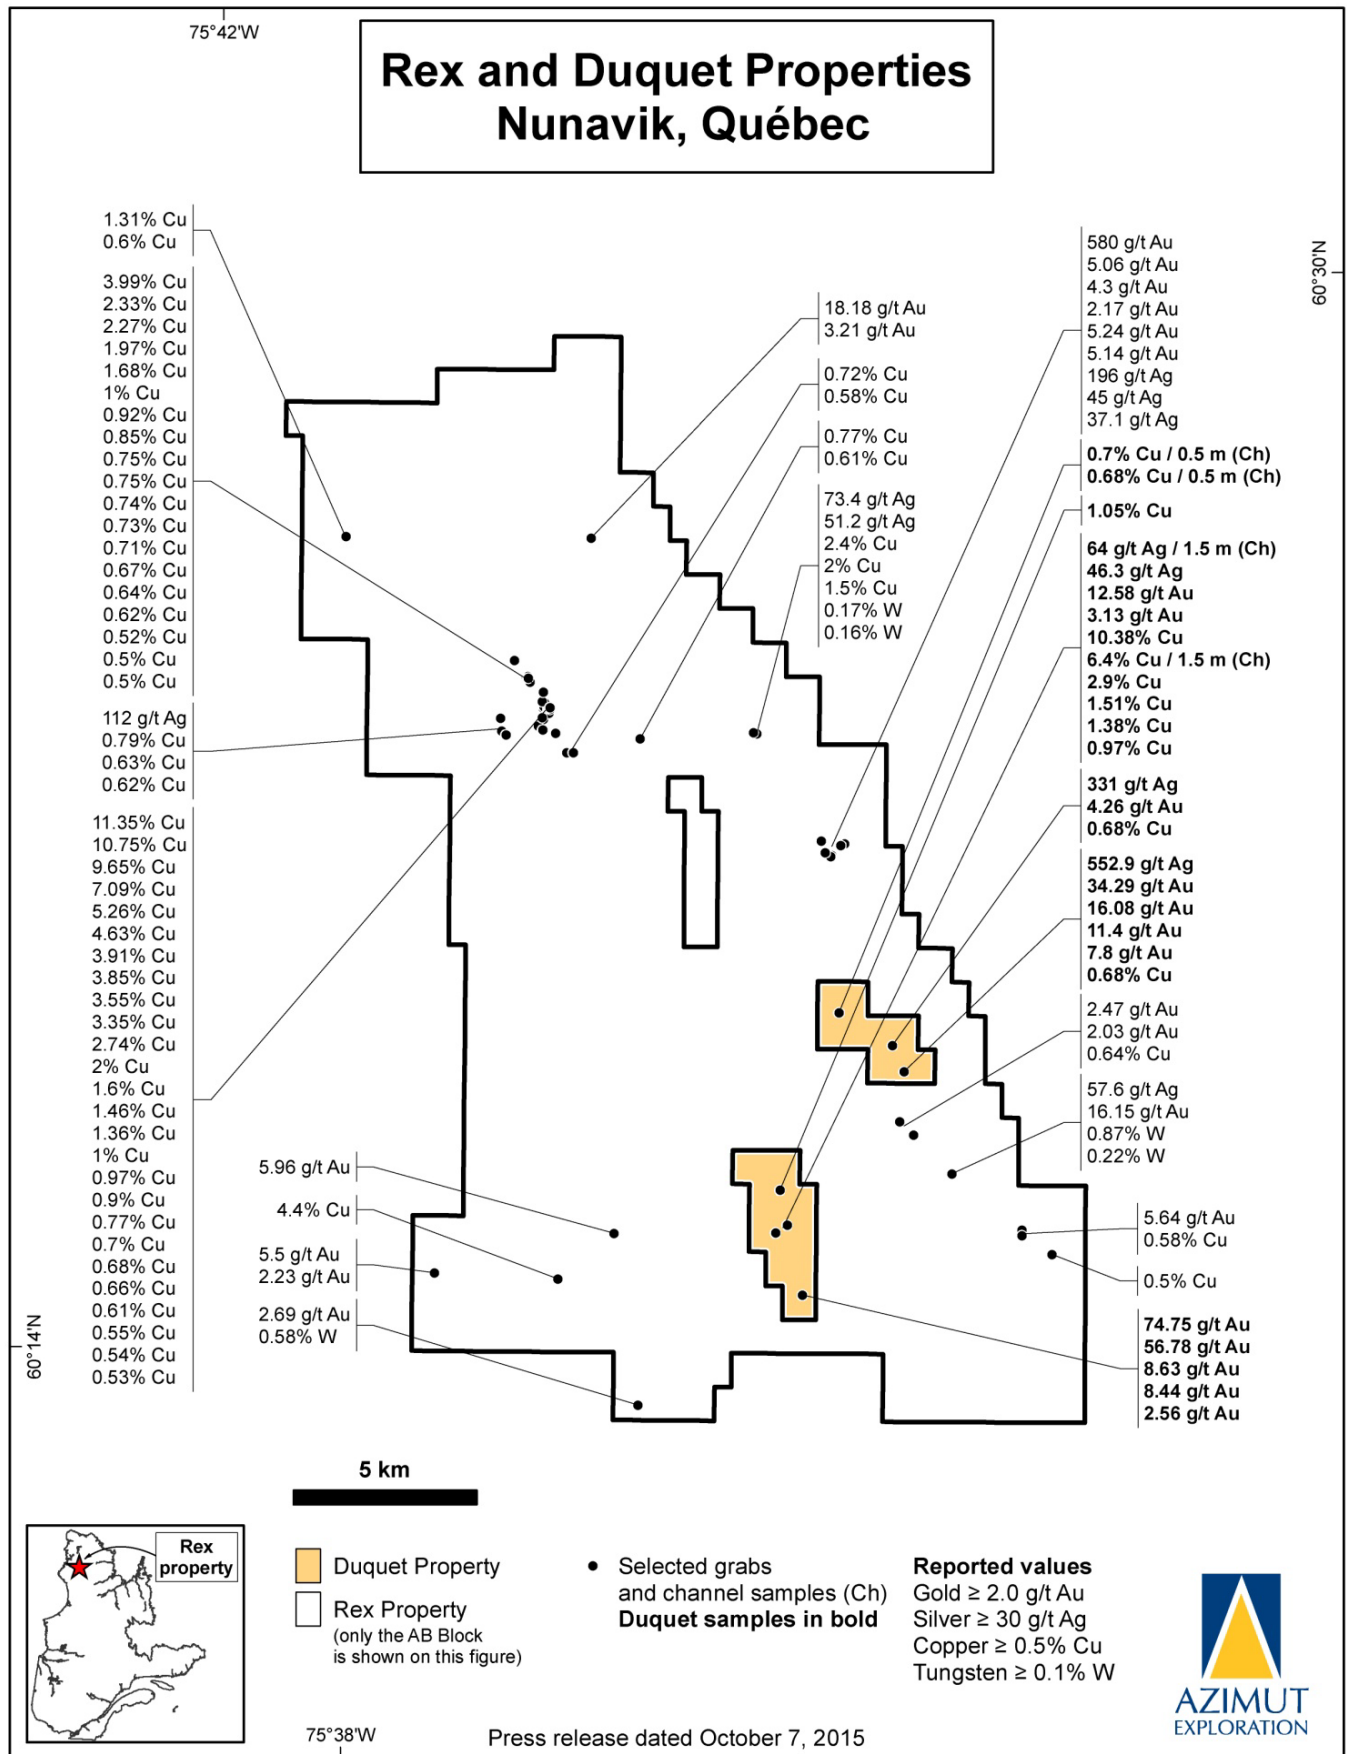 75°42'W
Rex and Duquet Properties
Nunavik, Québec
60°30'N
1.31% Cu
0.6% Cu
3.99% Cu
2.33% Cu
2.27% Cu
1.97% Cu
1.68% Cu
1% Cu
0.92% Cu
0.85% Cu
0.75% Cu
0.75% Cu
0.74% Cu
0.73% Cu
0.71% Cu
0.67% Cu
0.64% Cu
0.62% Cu
0.52% Cu
0.5% Cu
0.5% Cu
112 g/t Ag
0.79% Cu
0.63% Cu
0.62% Cu
11.35% Cu
10.75% Cu
9.65% Cu
7.09% Cu
5.26% Cu
4.63% Cu
3.91% Cu
3.85% Cu
3.55% Cu
3.35% Cu
2.74% Cu
2% Cu
1.6% Cu
1.46% Cu
1.36% Cu
1% Cu
0.97% Cu
0.9% Cu
0.77% Cu
0.7% Cu
0.68% Cu
0.66% Cu
0.61% Cu
0.55% Cu
0.54% Cu
0.53% Cu
5.96 g/t Au
4.4% Cu
5.5 g/t Au
2.23 g/t Au
2.69 g/t Au
0.58% W
18.18 g/t Au
3.21 g/t Au
0.72% Cu
0.58% Cu
0.77% Cu
0.61% Cu
73.4 g/t Ag
51.2 g/t Ag
2.4% Cu
2% Cu
1.5% Cu
0.17% W
0.16% W
580 g/t Au
5.06 g/t Au
4.3 g/t Au
2.17 g/t Au
5.24 g/t Au
5.14 g/t Au
196 g/t Ag
45 g/t Ag
37.1 g/t Ag
0.7% Cu / 0.5 m (Ch)
0.68% Cu / 0.5 m (Ch)
1.05% Cu
64 g/t Ag / 1.5 m (Ch)
46.3 g/t Ag
12.58 g/t Au
3.13 g/t Au
10.38% Cu
6.4% Cu / 1.5 m (Ch)
2.9% Cu
1.51% Cu
1.38% Cu
0.97% Cu
331 g/t Ag
4.26 g/t Au
0.68% Cu
552.9 g/t Ag
34.29 g/t Au
16.08 g/t Au
11.4 g/t Au
7.8 g/t Au
0.68% Cu
2.47 g/t Au
2.03 g/t Au
0.64% Cu
57.6 g/t Ag
16.15 g/t Au
0.87% W
0.22% W
5.64 g/t Au
0.58% Cu
0.5% Cu
74.75 g/t Au
56.78 g/t Au
8.63 g/t Au
8.44 g/t Au
2.56 g/t Au
60°14'N
5 km
Rex
property
Duquet Property
Rex Property
(only the AB Block
is shown on this figure)
Selected grabs
and channel samples (Ch)
Duquet samples in bold
Reported values
Gold ≥ 2.0 g/t Au
Silver ≥ 30 g/t Ag
Copper ≥ 0.5% Cu
Tungsten ≥ 0.1% W
AZIMUT
EXPLORATION
75°38'W
Press release dated October 7, 2015